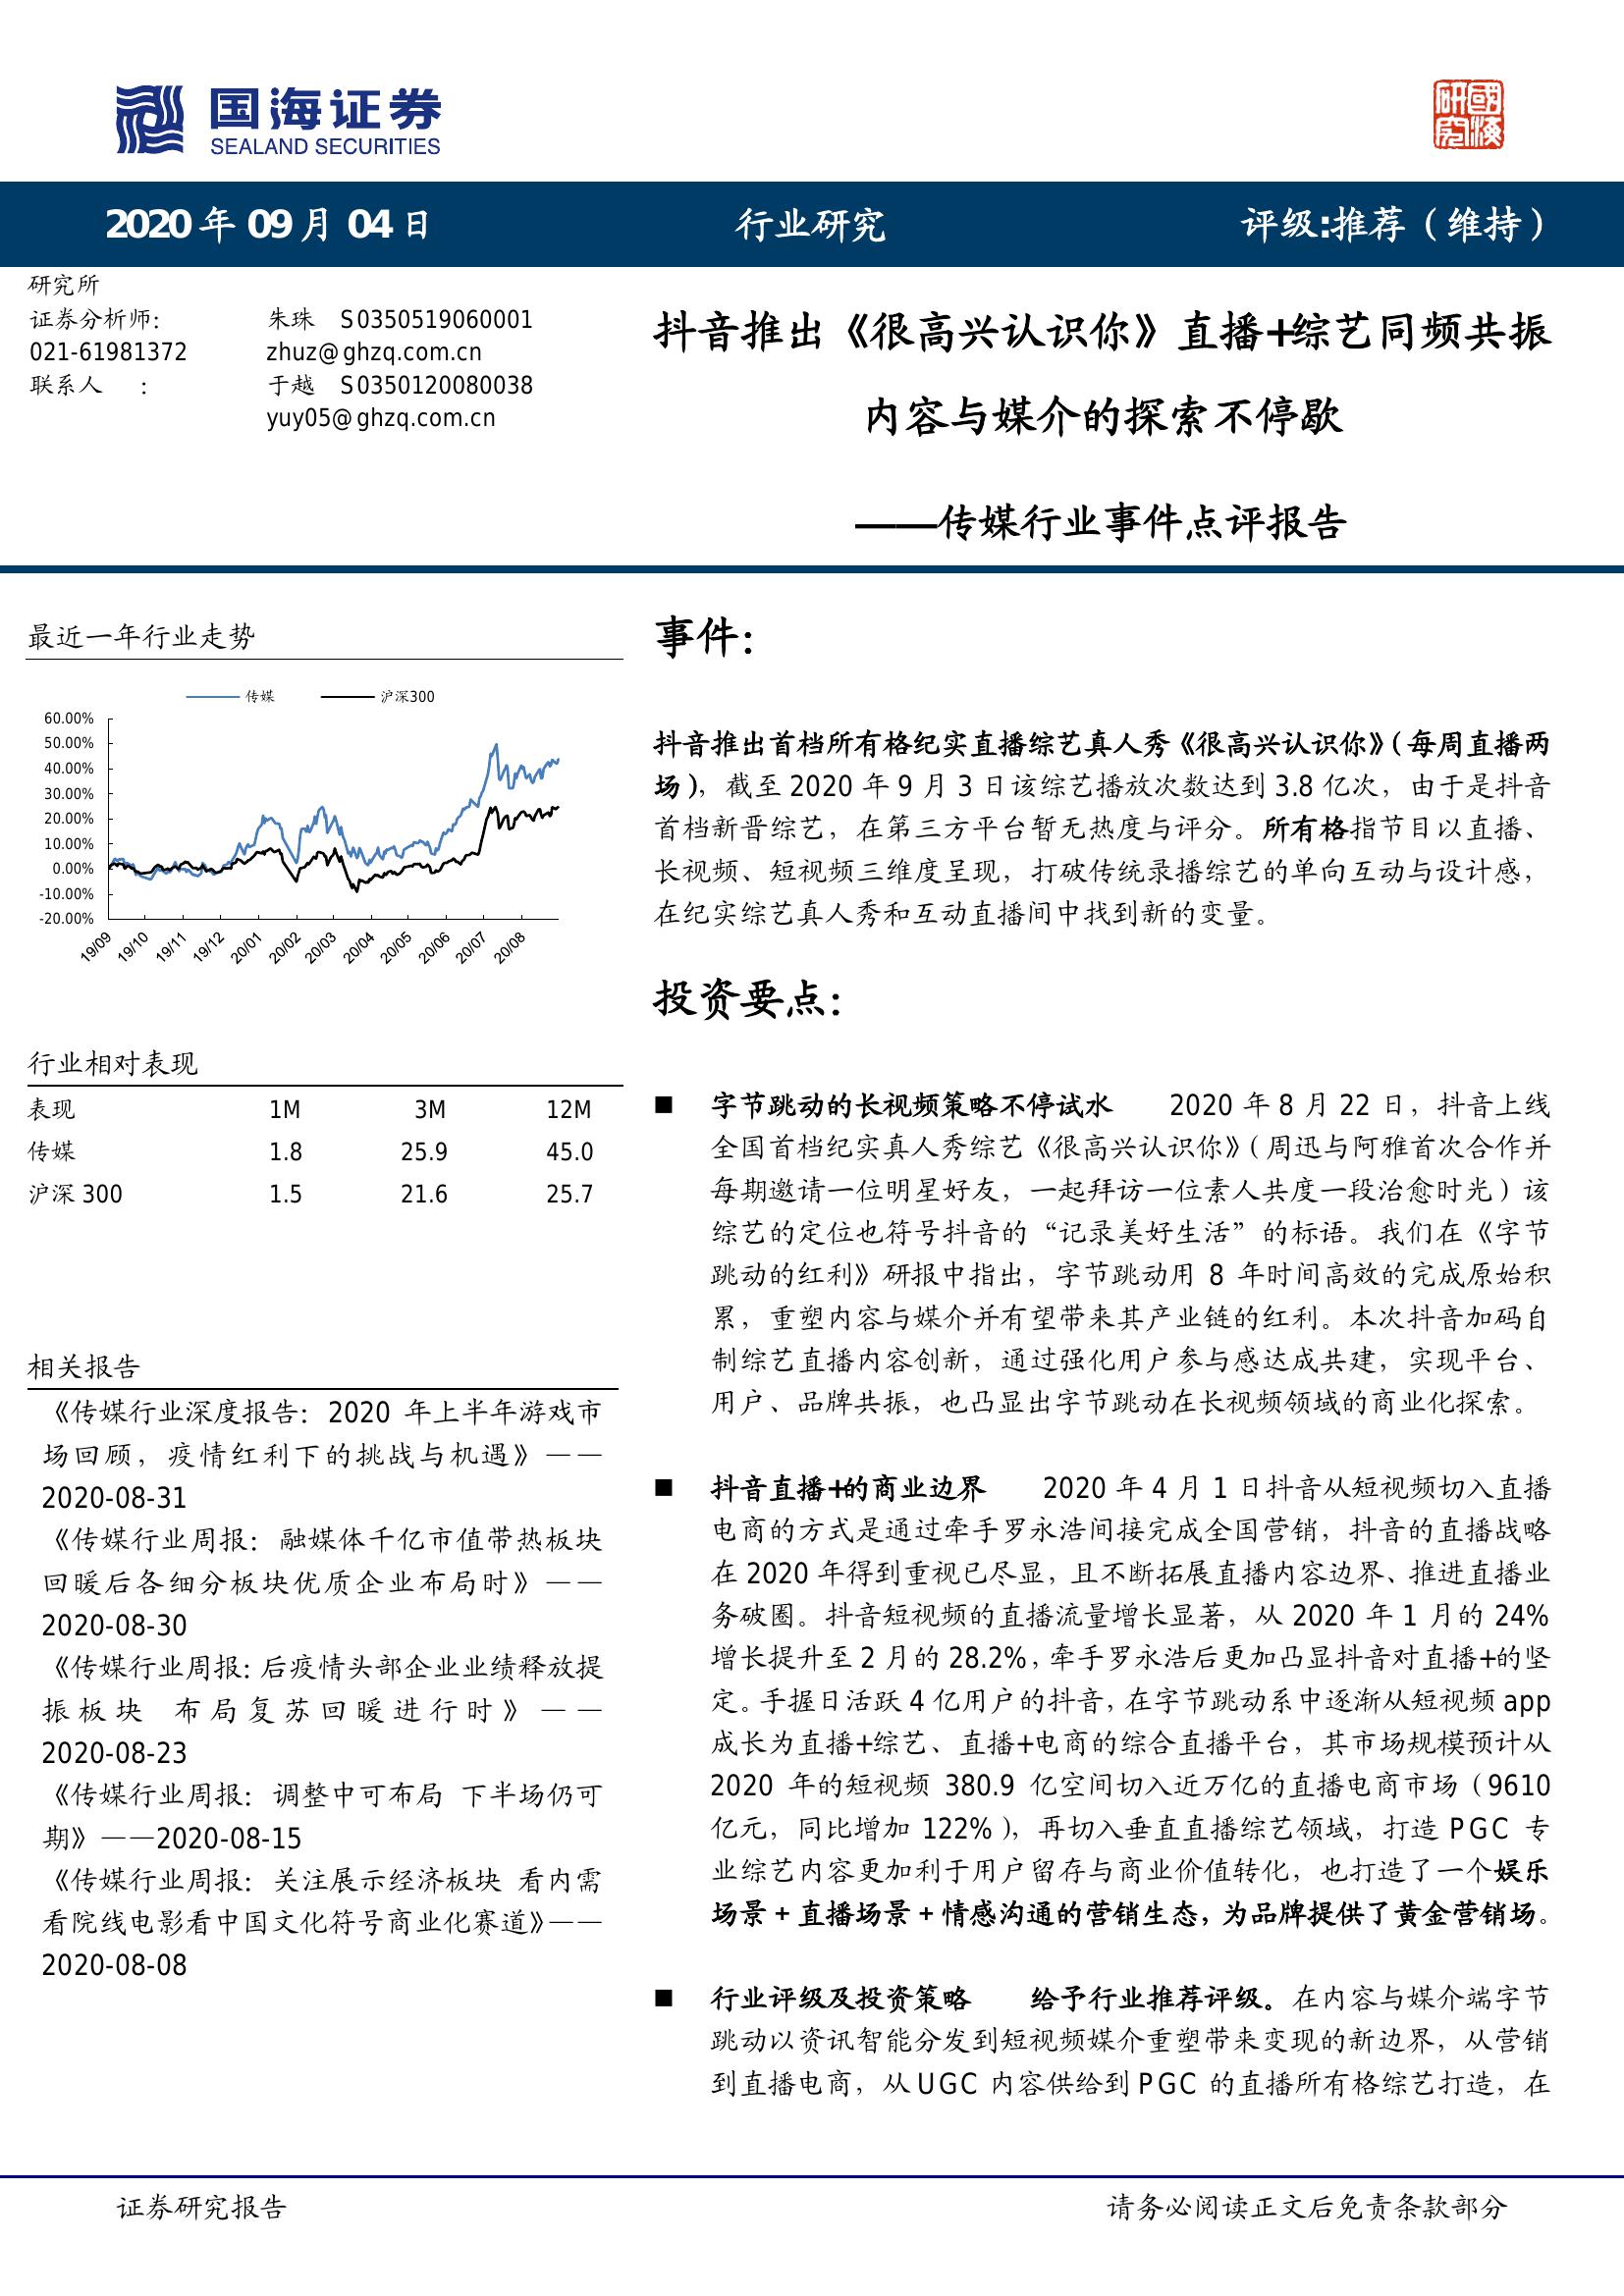 国海证券
SEALAND SECURITIES
國海研究
2020 年 09 月 04 日
行业研究
评级:推荐（维持）
研究所
证券分析师： 朱珠 S0350519060001
021-61981372 zhuz@ghzq.com.cn
联系人 ： 于越 S0350120080038
yuy05@ghzq.com.cn
抖音推出《很高兴认识你》直播+综艺同频共振
内容与媒介的探索不停歇
——传媒行业事件点评报告
最近一年行业走势
传媒 沪深300
60.00%
50.00%
40.00%
30.00%
20.00%
10.00%
0.00%
-10.00%
-20.00%
19/09 19/10 19/11 19/12 20/01 20/02 20/03 20/04 20/05 20/06 20/07 20/08
行业相对表现
表现 1M 3M 12M
传媒 1.8 25.9 45.0
沪深 300 1.5 21.6 25.7
相关报告
《传媒行业深度报告：2020 年上半年游戏市
场回顾，疫情红利下的挑战与机遇》——
2020-08-31
《传媒行业周报：融媒体千亿市值带热板块
回暖后各细分板块优质企业布局时》——
2020-08-30
《传媒行业周报：后疫情头部企业业绩释放提
振板块 布局复苏回暖进行时》——
2020-08-23
《传媒行业周报：调整中可布局 下半场仍可
期》——2020-08-15
《传媒行业周报：关注展示经济板块 看内需
看院线电影看中国文化符号商业化赛道》——
2020-08-08
事件：
抖音推出首档所有格纪实直播综艺真人秀《很高兴认识你》（每周直播两
场），截至 2020 年 9 月 3 日该综艺播放次数达到 3.8 亿次，由于是抖音
首档新晋综艺，在第三方平台暂无热度与评分。所有格指节目以直播、
长视频、短视频三维度呈现，打破传统录播综艺的单向互动与设计感，
在纪实综艺真人秀和互动直播间中找到新的变量。
投资要点：
■ 字节跳动的长视频策略不停试水 2020 年 8 月 22 日，抖音上线
全国首档纪实真人秀综艺《很高兴认识你》（周迅与阿雅首次合作并
每期邀请一位明星好友，一起拜访一位素人共度一段治愈时光）该
综艺的定位也符号抖音的“记录美好生活”的标语。我们在《字节
跳动的红利》研报中指出，字节跳动用 8 年时间高效的完成原始积
累，重塑内容与媒介并有望带来其产业链的红利。本次抖音加码自
制综艺直播内容创新，通过强化用户参与感达成共建，实现平台、
用户、品牌共振，也凸显出字节跳动在长视频领域的商业化探索。
■ 抖音直播+的商业边界 2020 年 4 月 1 日抖音从短视频切入直播
电商的方式是通过牵手罗永浩间接完成全国营销，抖音的直播战略
在 2020 年得到重视已尽显，且不断拓展直播内容边界、推进直播业
务破圈。抖音短视频的直播流量增长显著，从 2020 年 1 月的 24%
增长提升至 2 月的 28.2%，牵手罗永浩后更加凸显抖音对直播+的坚
定。手握日活跃 4 亿用户的抖音，在字节跳动系中逐渐从短视频 app
成长为直播+综艺、直播+电商的综合直播平台，其市场规模预计从
2020 年的短视频 380.9 亿空间切入近万亿的直播电商市场（9610
亿元，同比增加 122%），再切入垂直直播综艺领域，打造 PGC 专
业综艺内容更加利于用户留存与商业价值转化，也打造了一个娱乐
场景 + 直播场景 + 情感沟通的营销生态，为品牌提供了黄金营销场。
■ 行业评级及投资策略 给予行业推荐评级。在内容与媒介端字节
跳动以资讯智能分发到短视频媒介重塑带来变现的新边界，从营销
到直播电商，从 UGC 内容供给到 PGC 的直播所有格综艺打造，在
证券研究报告
请务必阅读正文后免责条款部分